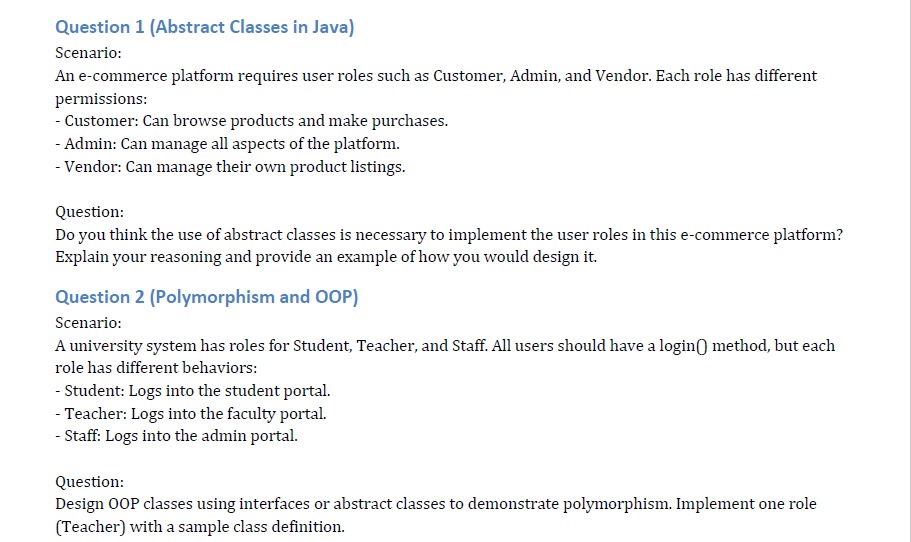 Question 1 (Abstract Classes in Java)
Scenario:
An e-commerce platform requires user roles such as Customer, Admin, and Vendor. Each role has different
permissions:
- Customer: Can browse products and make purchases.
- Admin: Can manage all aspects of the platform.
- Vendor: Can manage their own product listings.
Question:
Do you think the use of abstract classes is necessary to implement the user roles in this e-commerce platform?
Explain your reasoning and provide an example of how you would design it.
Question 2 (Polymorphism and OOP)
Scenario:
A university system has roles for Student, Teacher, and Staff. All users should have a login() method, but each
role has different behaviors:
- Student: Logs into the student portal.
- Teacher: Logs into the faculty portal.
- Staff: Logs into the admin portal.
Question:
Design OOP classes using interfaces or abstract classes to demonstrate polymorphism. Implement one role
(Teacher) with a sample class definition.